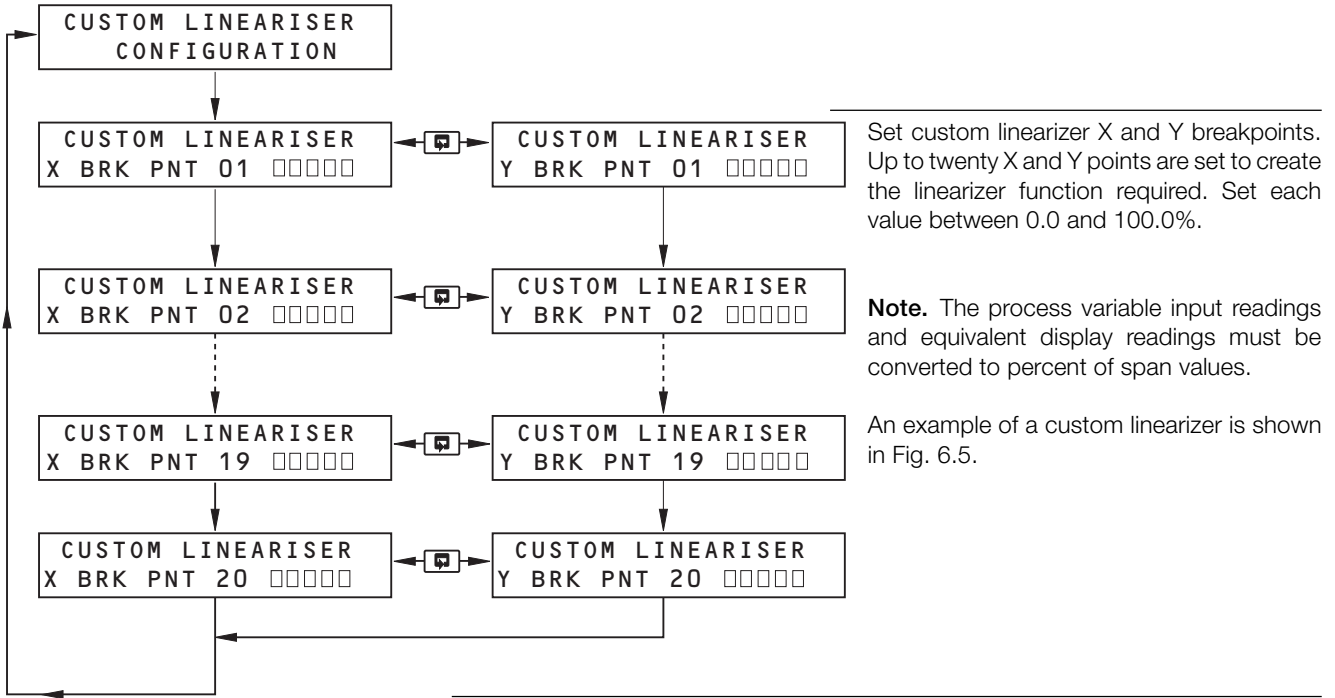 CUSTOM LINEARISER
CONFIGURATION
CUSTOM LINEARISER
X BRK PNT 01 □□□□□
CUSTOM LINEARISER
Y BRK PNT 01 □□□□□
CUSTOM LINEARISER
X BRK PNT 02 □□□□□
CUSTOM LINEARISER
Y BRK PNT 02 □□□□□
CUSTOM LINEARISER
X BRK PNT 19 □□□□□
CUSTOM LINEARISER
Y BRK PNT 19 □□□□□
CUSTOM LINEARISER
X BRK PNT 20 □□□□□
CUSTOM LINEARISER
Y BRK PNT 20 □□□□□
Set custom linearizer X and Y breakpoints.
Up to twenty X and Y points are set to create
the linearizer function required. Set each
value between 0.0 and 100.0%.
Note. The process variable input readings
and equivalent display readings must be
converted to percent of span values.
An example of a custom linearizer is shown
in Fig. 6.5.